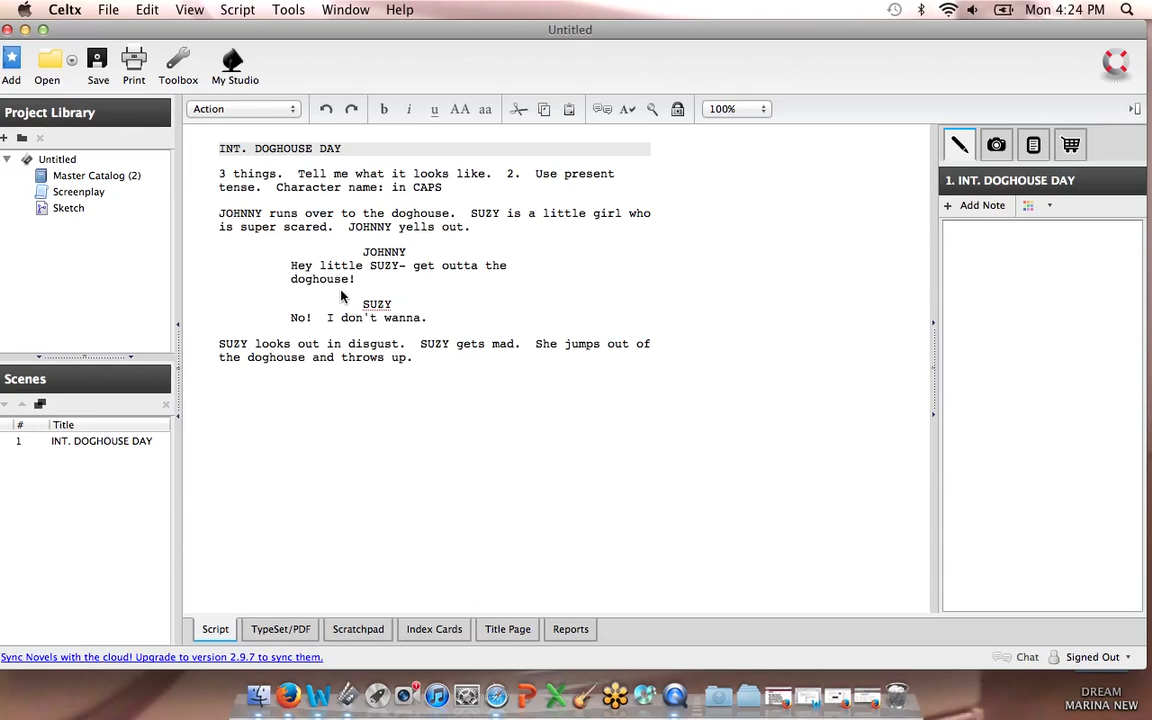 Celtx File Edit View Script Tools Window Help Mon 4:24 PM
Untitled
Add Open Save Print Toolbox My Studio
Project Library
Action b i u AA aa 100%
Untitled
Master Catalog (2)
Screenplay
Sketch
Scenes
# Title
1 INT. DOGHOUSE DAY
INT. DOGHOUSE DAY
3 things. Tell me what it looks like. 2. Use present
tense. Character name: in CAPS
JOHNNY runs over to the doghouse. SUZY is a little girl who
is super scared. JOHNNY yells out.
JOHNNY
Hey little SUZY- get outta the
doghouse!
SUZY
No! I don't wanna.
SUZY looks out in disgust. SUZY gets mad. She jumps out of
the doghouse and throws up.
1. INT. DOGHOUSE DAY
+ Add Note
Script TypeSet/PDF Scratchpad Index Cards Title Page Reports
Sync Novels with the cloud! Upgrade to version 2.9.7 to sync them. Chat Signed Out
DREAM
MARINA NEW